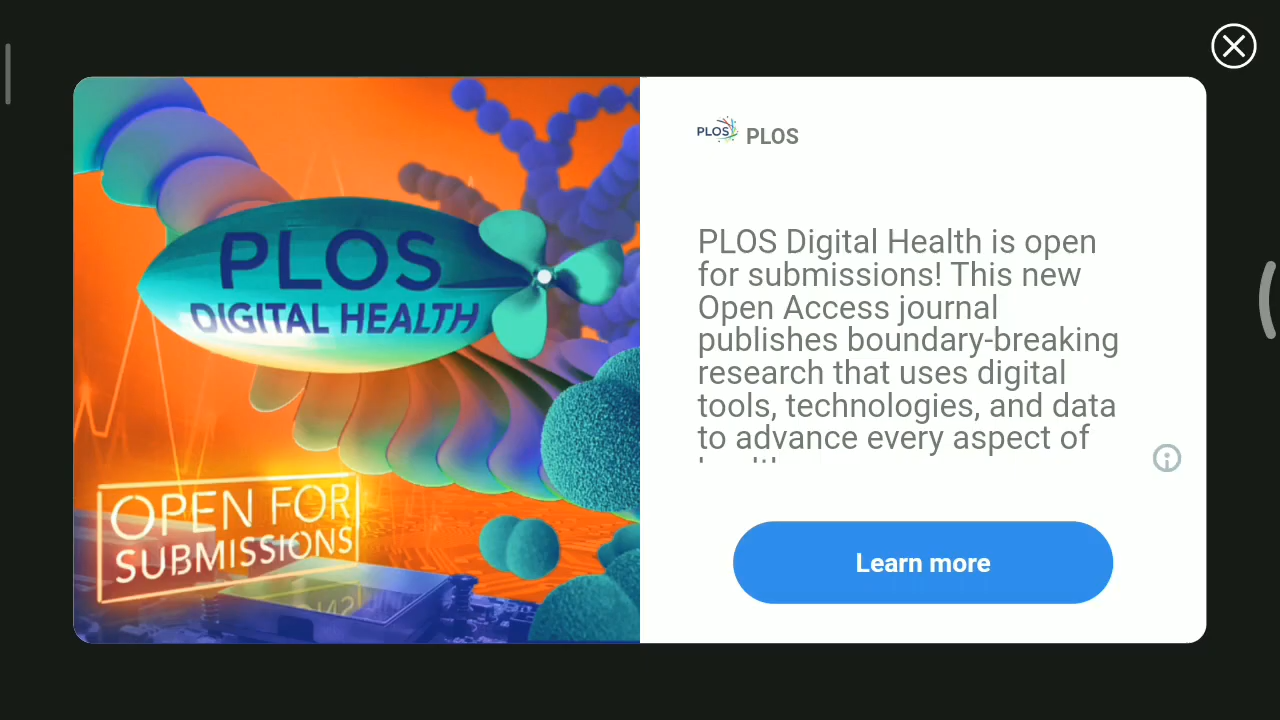 PLOS
DIGITAL HEALTH
OPEN FOR
SUBMISSIONS
PLOS PLOS
PLOS Digital Health is open
for submissions! This new
Open Access journal
publishes boundary-breaking
research that uses digital
tools, technologies, and data
to advance every aspect of
Learn more